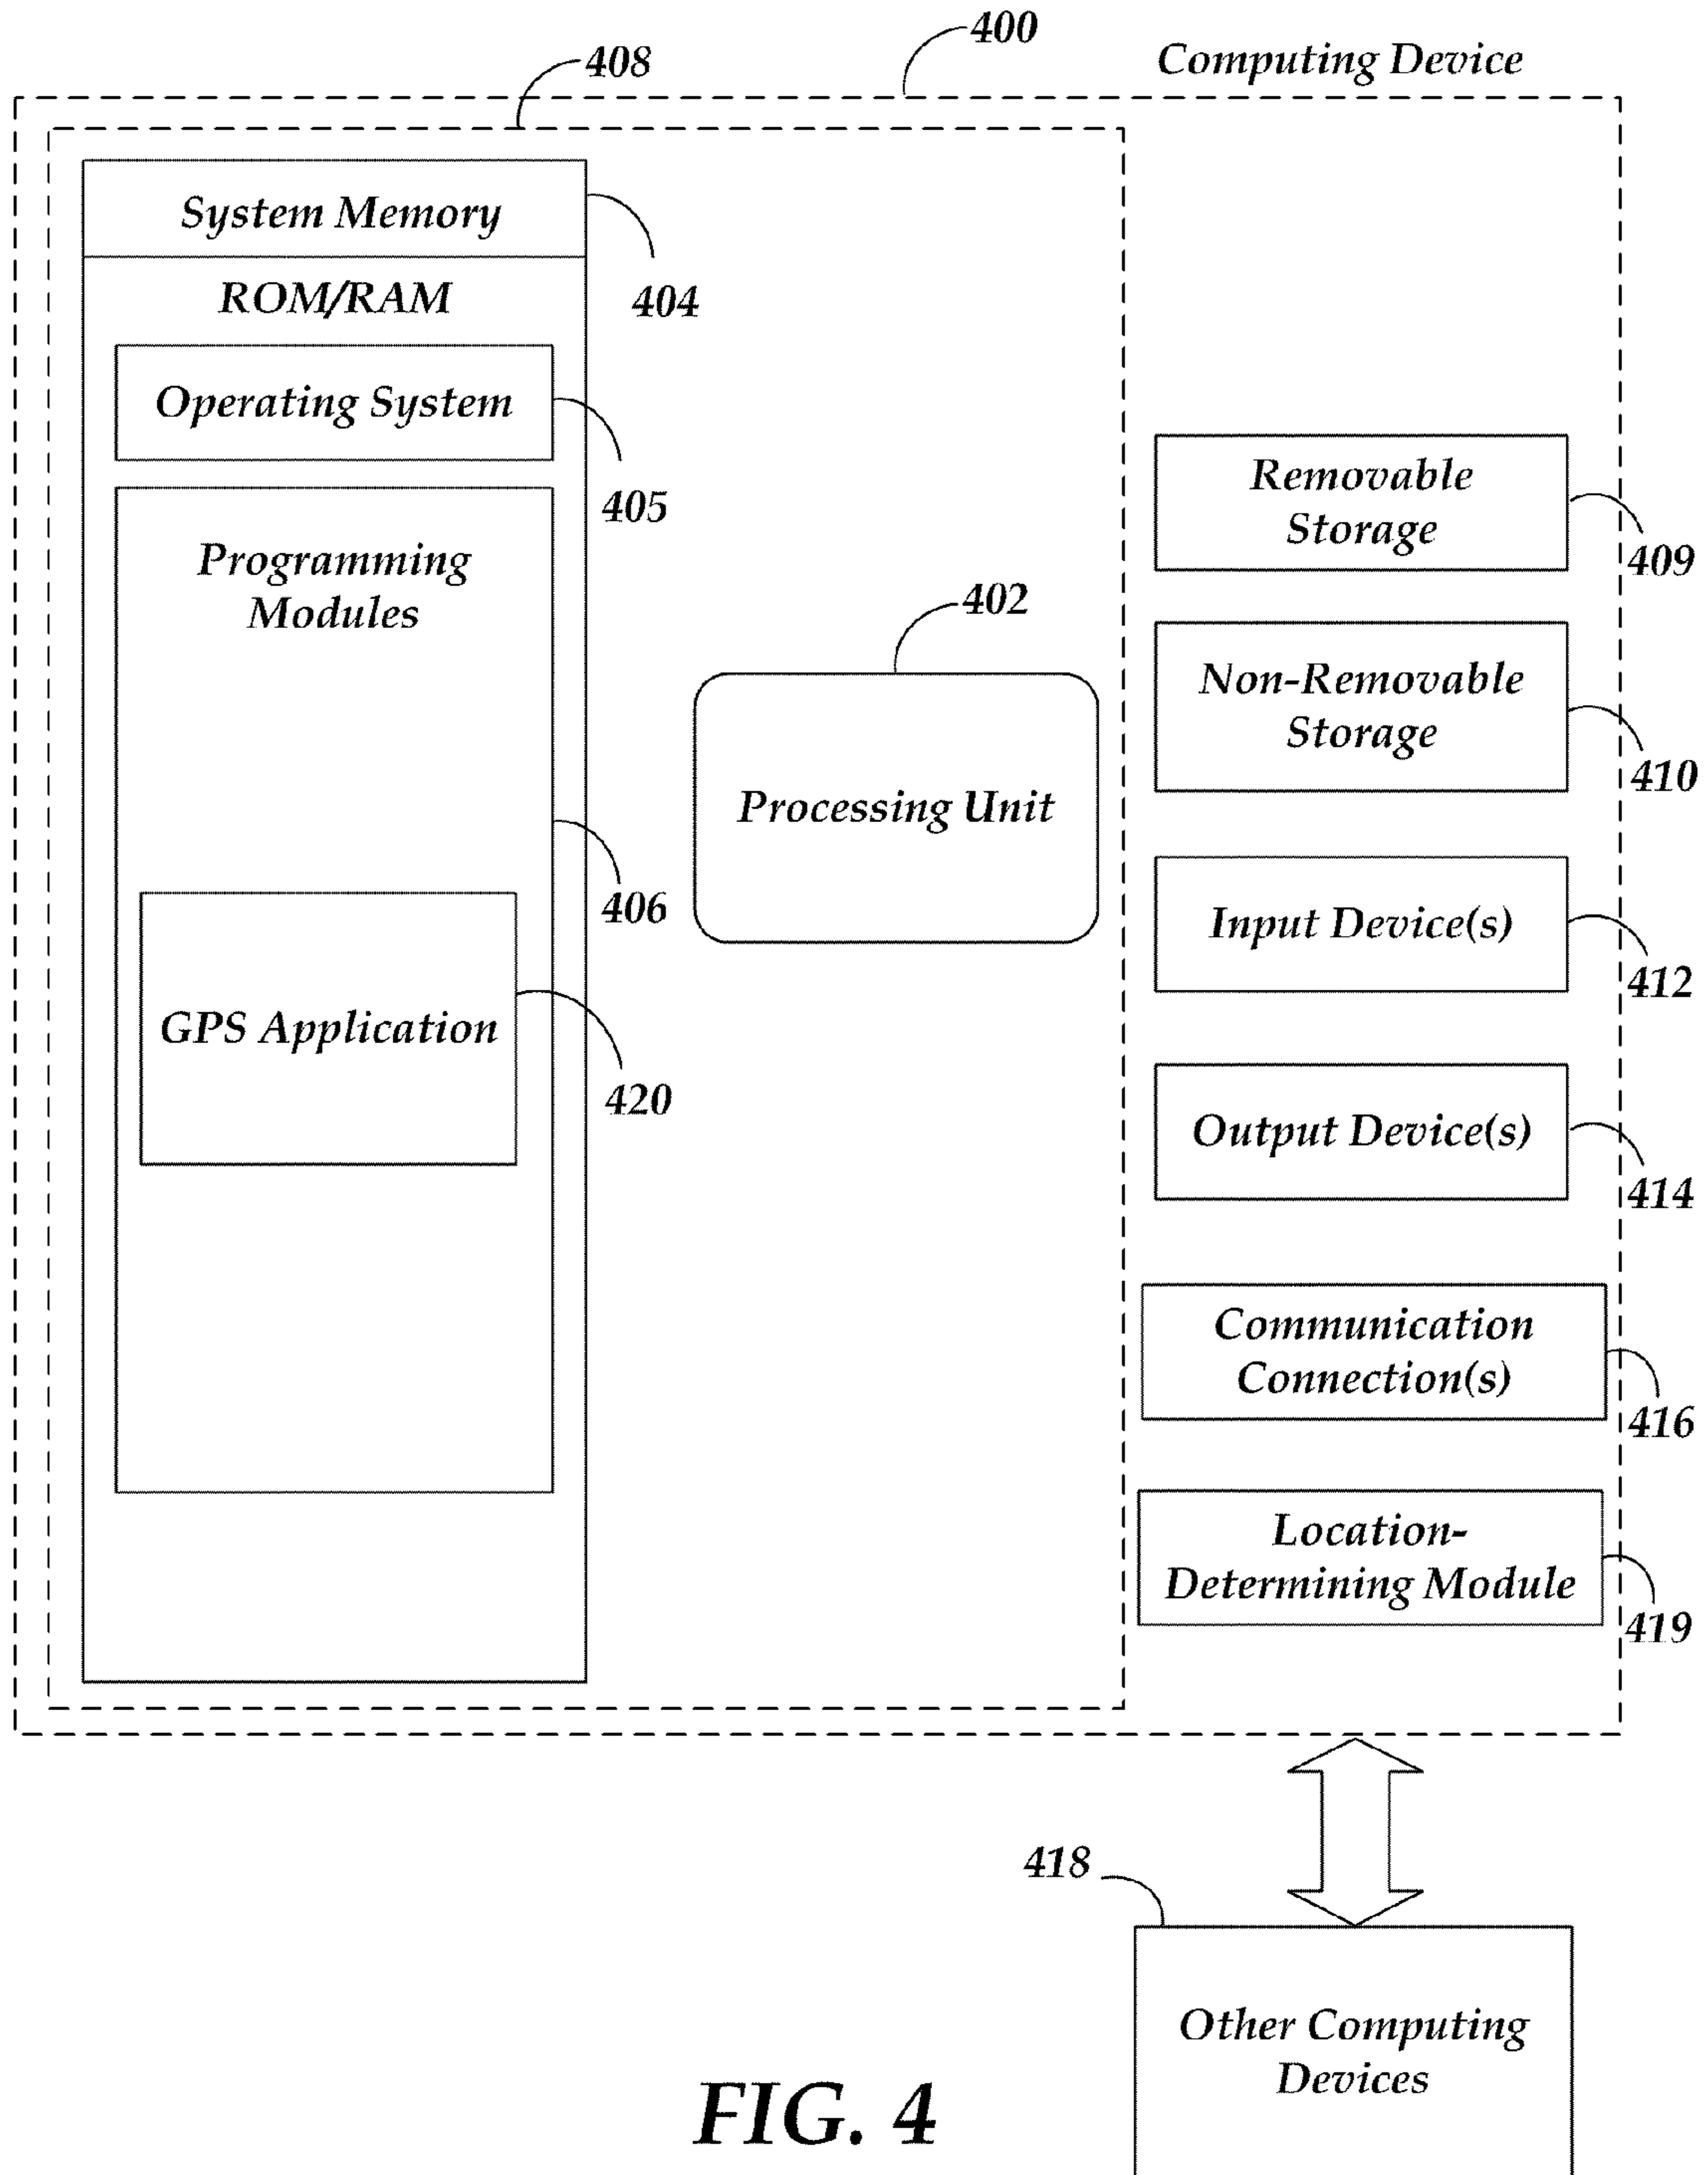 400
Computing Device
408
System Memory
404
ROM/RAM
Operating System
405
Programming
Modules
406
GPS Application
420
402
Processing Unit
Removable
Storage
409
Non-Removable
Storage
410
Input Device(s)
412
Output Device(s)
414
Communication
Connection(s)
416
Location-
Determining Module
419
418
Other Computing
Devices
FIG. 4